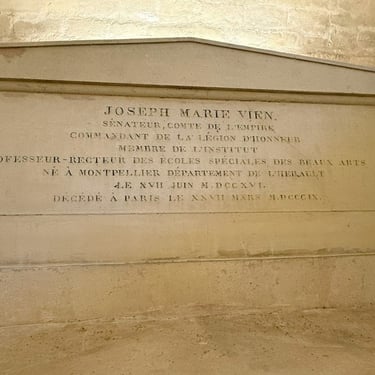 JOSEPH MARIE VIEN.
SÉNATEUR, COMTE DE L'EMPIRE
COMMANDANT DE LA LÉGION D'HONNEUR
MEMBRE DE L'INSTITUT
OFESSEUR-RECTEUR DES ÉCOLES SPÉCIALES DES BEAUX ARTS
NÉ À MONTPELLIER DÉPARTEMENT DE L'HERAULT
LE XVII JUIN M.DCCXVI.
DÉCÉDÉ À PARIS LE XXVII MARS M.DCCCIX.